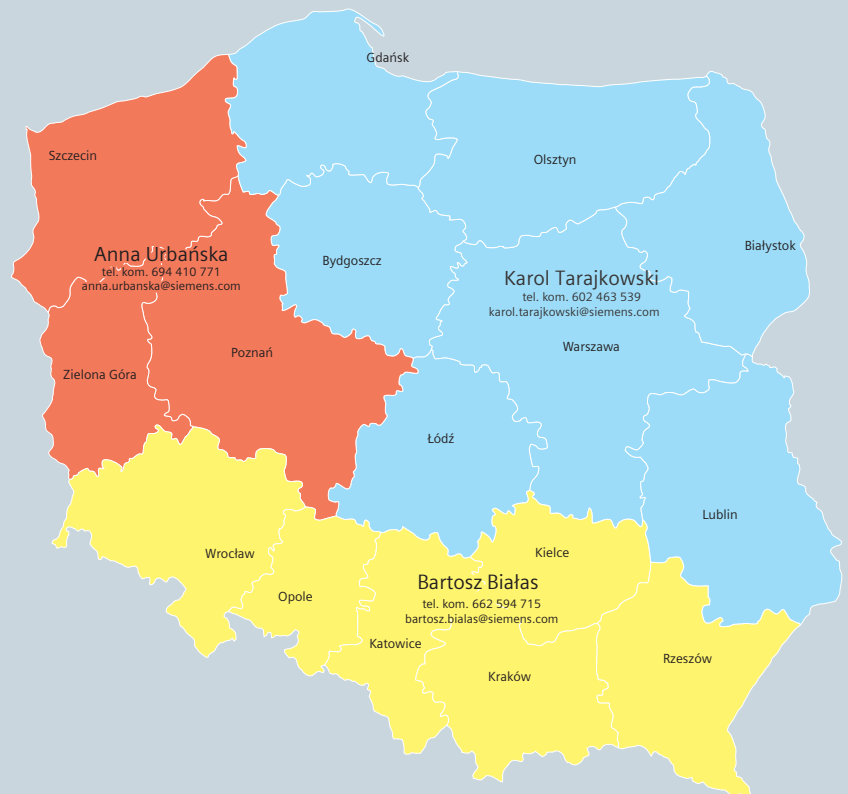 Gdańsk
Szczecin
Olsztyn
Białystok
Anna Urbańska
tel. kom. 694 410 771
anna.urbanska@siemens.com
Bydgoszcz
Karol Tarajkowski
tel. kom. 602 463 539
karol.tarajkowski@siemens.com
Warszawa
Poznań
Zielona Góra
Łódź
Lublin
Wrocław
Kielce
Bartosz Białas
tel. kom. 662 594 715
bartosz.bialas@siemens.com
Opole
Katowice
Rzeszów
Kraków